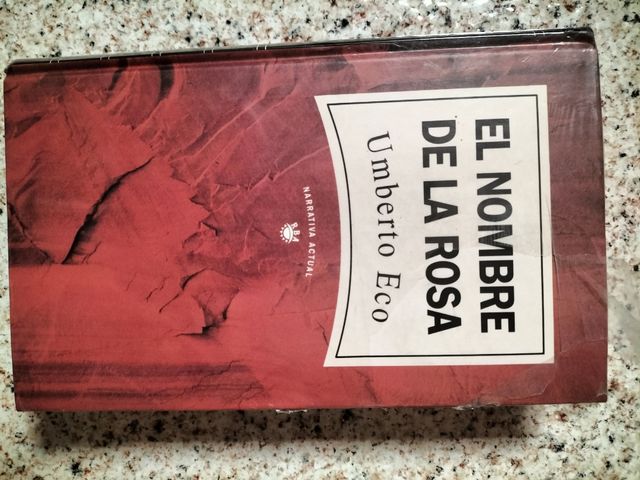 EL NOMBRE
DE LA ROSA
Umberto Eco
NARRATIVA ACTUAL
RBA